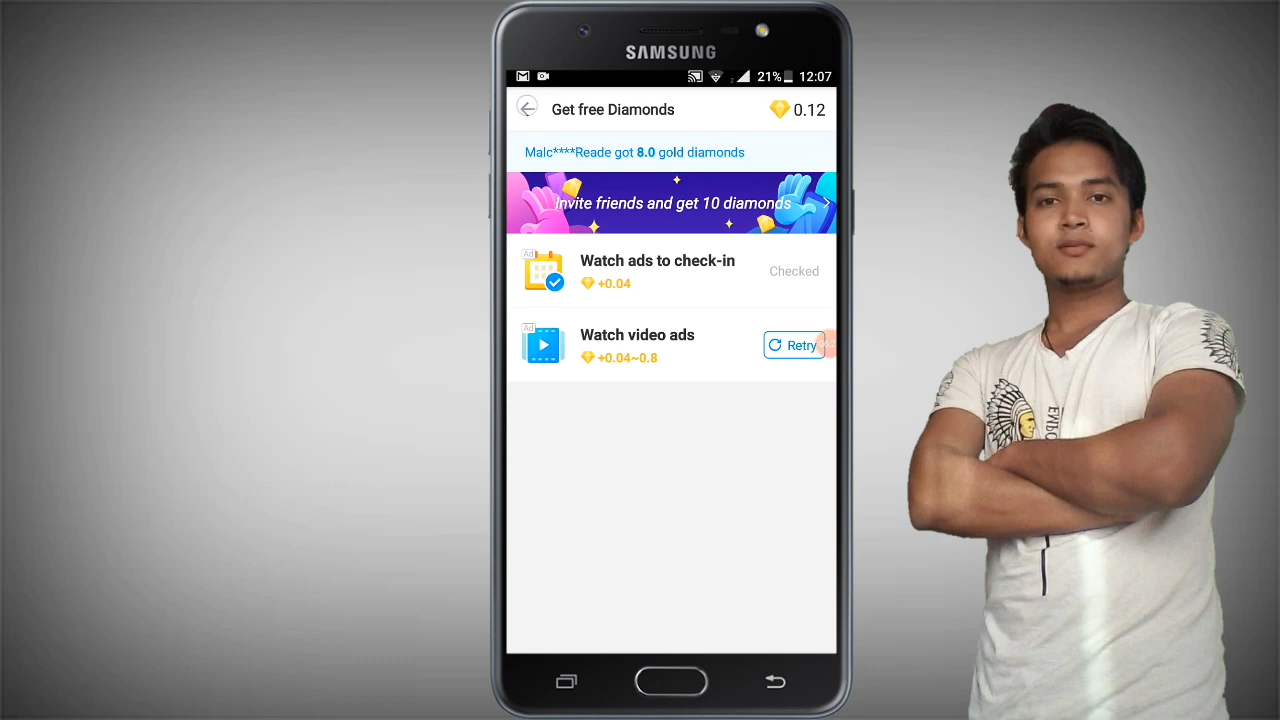 SAMSUNG
21% 12:07
Get free Diamonds 0.12
Malc****Reade got 8.0 gold diamonds
Invite friends and get 10 diamonds
Ad
Watch ads to check-in
+0.04
Checked
Ad
Watch video ads
+0.04~0.8
Retry